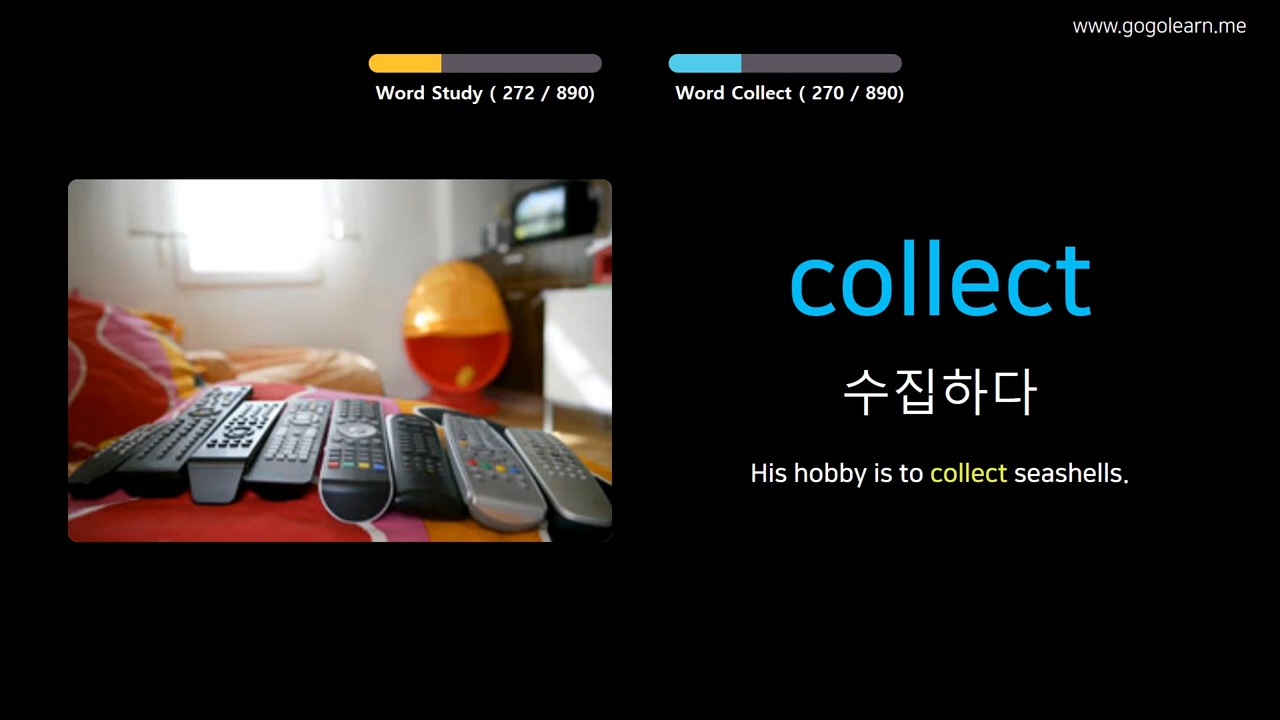 www.gogolearn.me
Word Study ( 272 / 890)
Word Collect ( 270 / 890)
collect
수집하다
His hobby is to collect seashells.